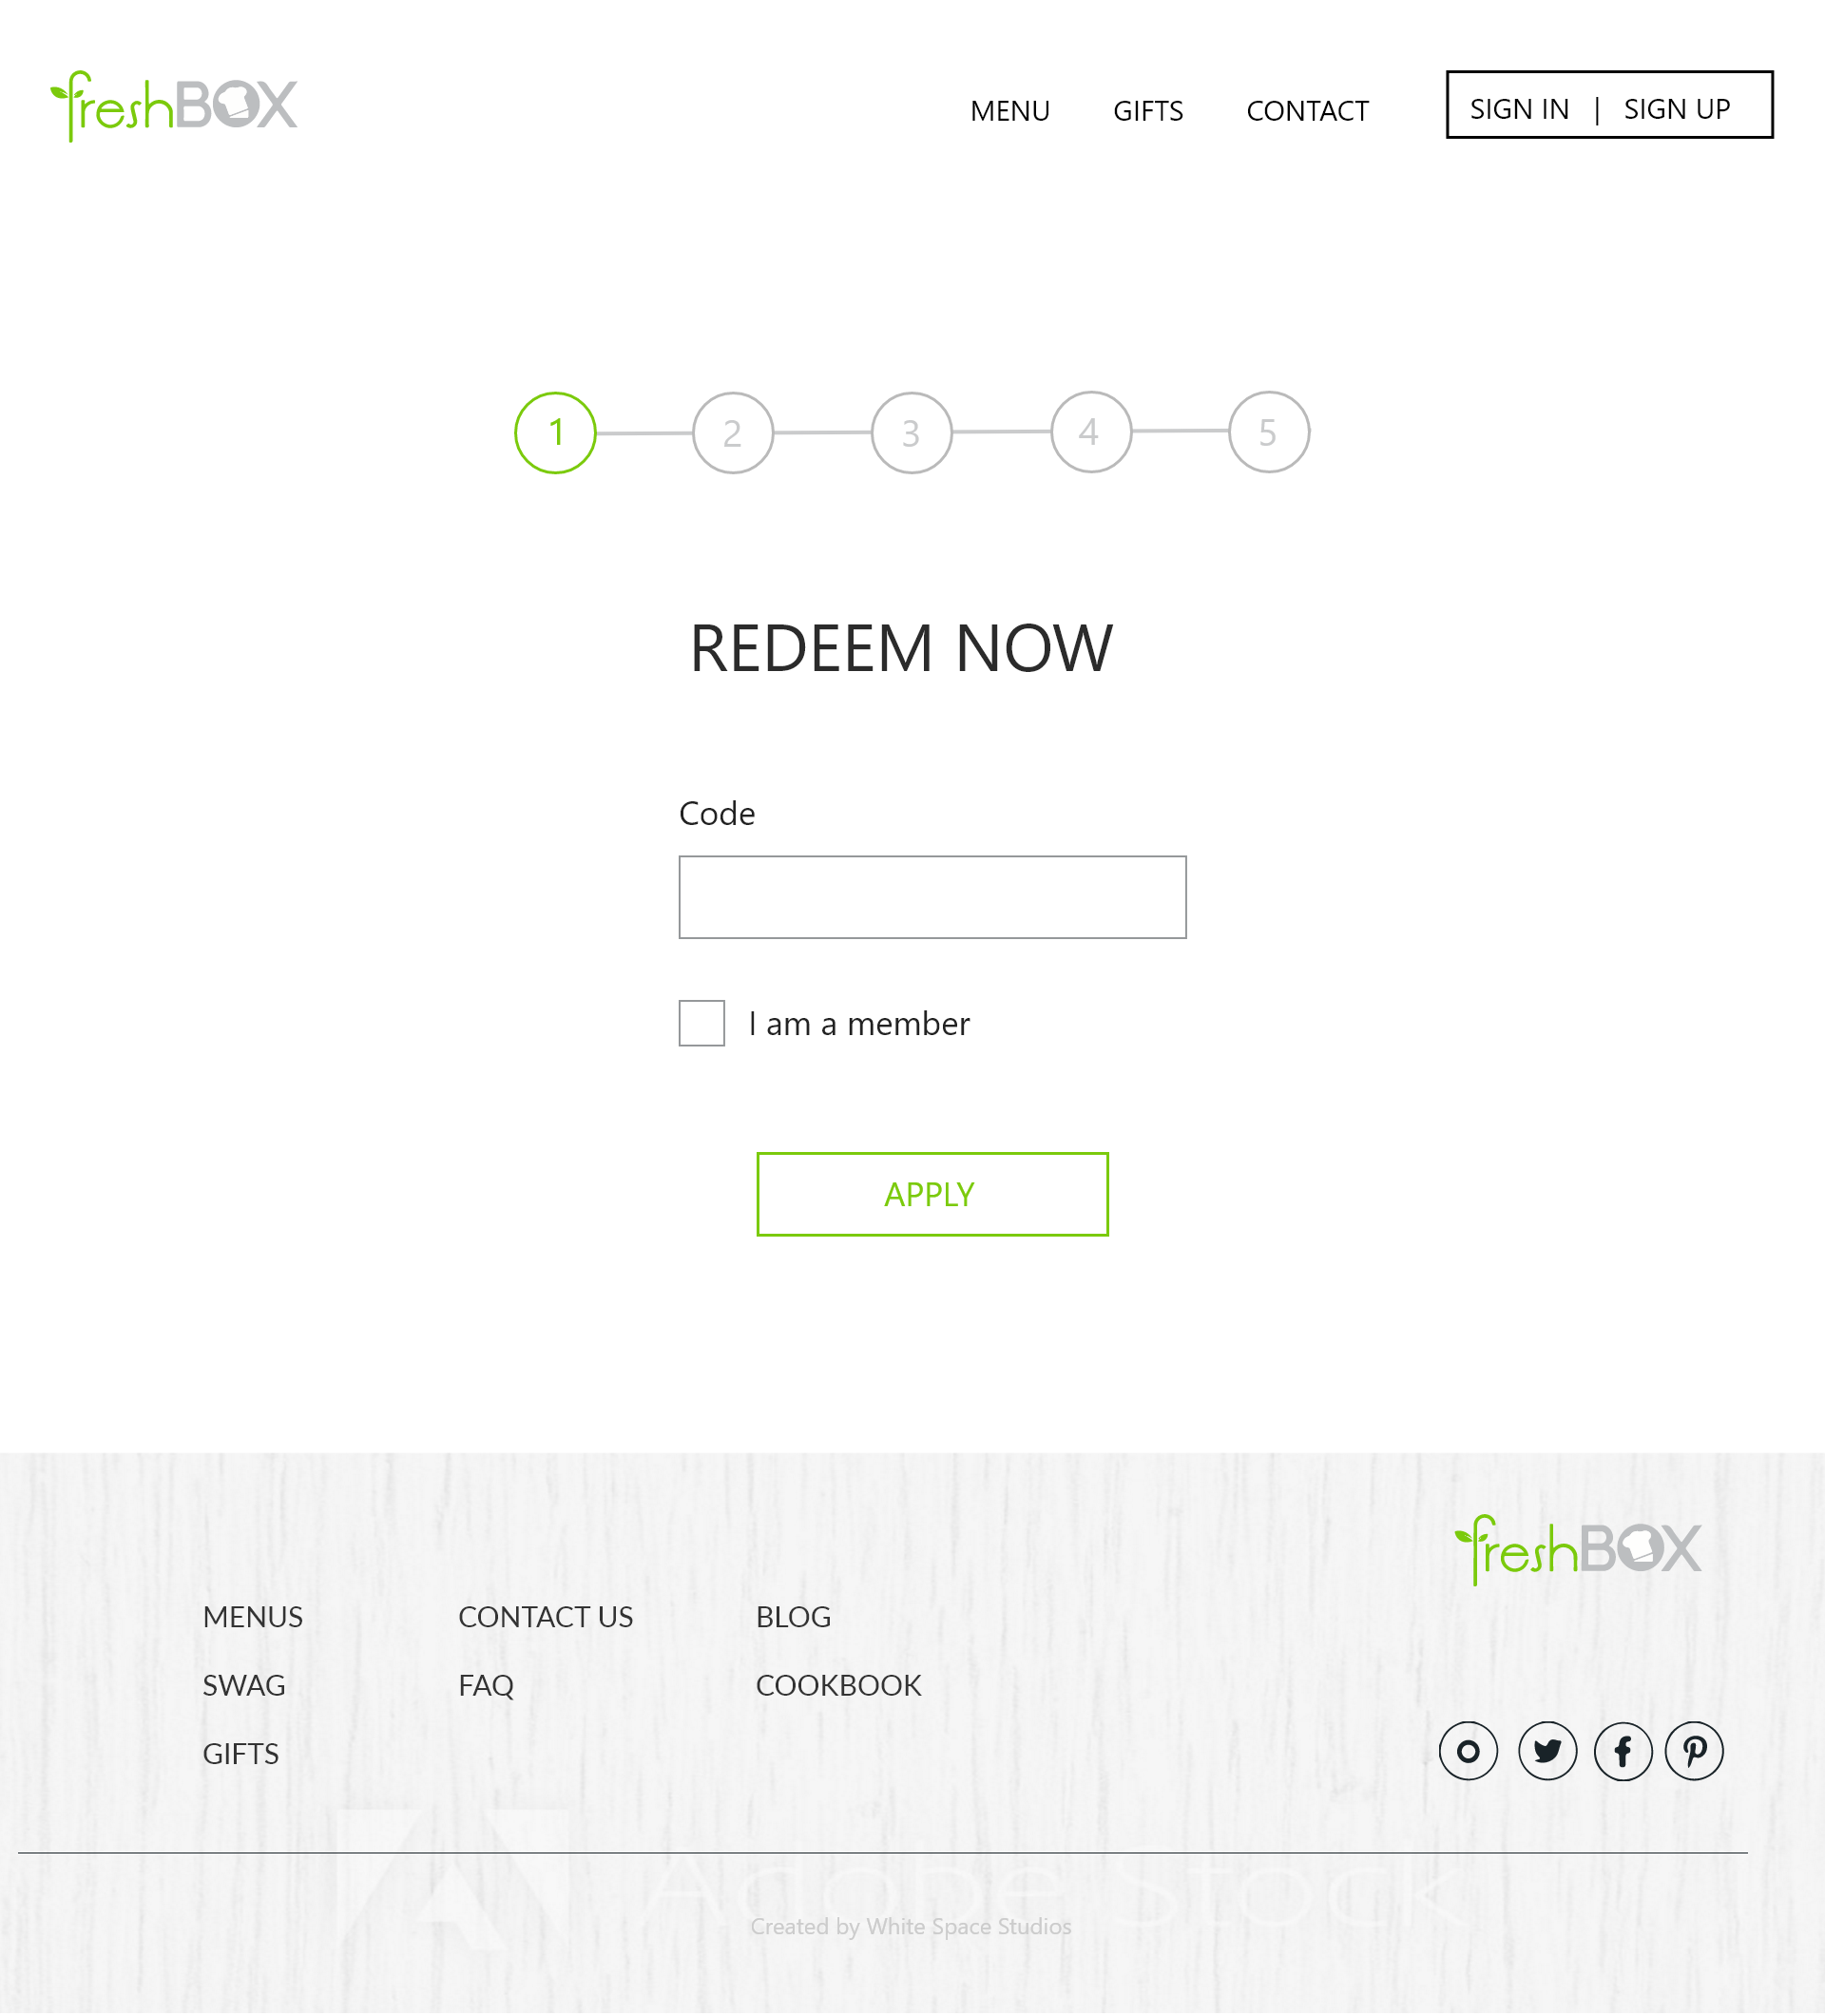 freshBOX
MENU GIFTS CONTACT SIGN IN | SIGN UP
1 2 3 4 5
REDEEM NOW
Code
I am a member
APPLY
freshBOX
MENUS CONTACT US BLOG
SWAG FAQ COOKBOOK
GIFTS
Adobe Stock
Created by White Space Studios